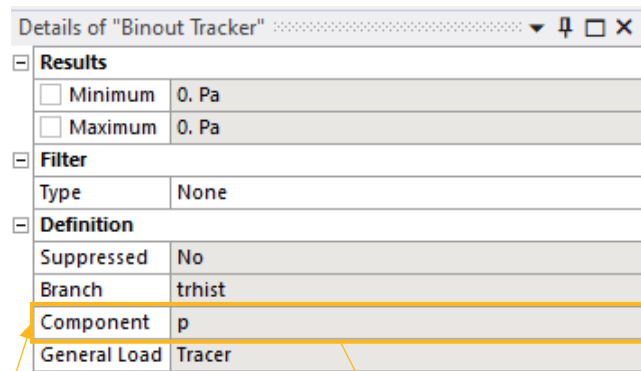 Details of "Binout Tracker"
Results
Minimum 0. Pa
Maximum 0. Pa
Filter
Type None
Definition
Suppressed No
Branch trhist
Component p
General Load Tracer